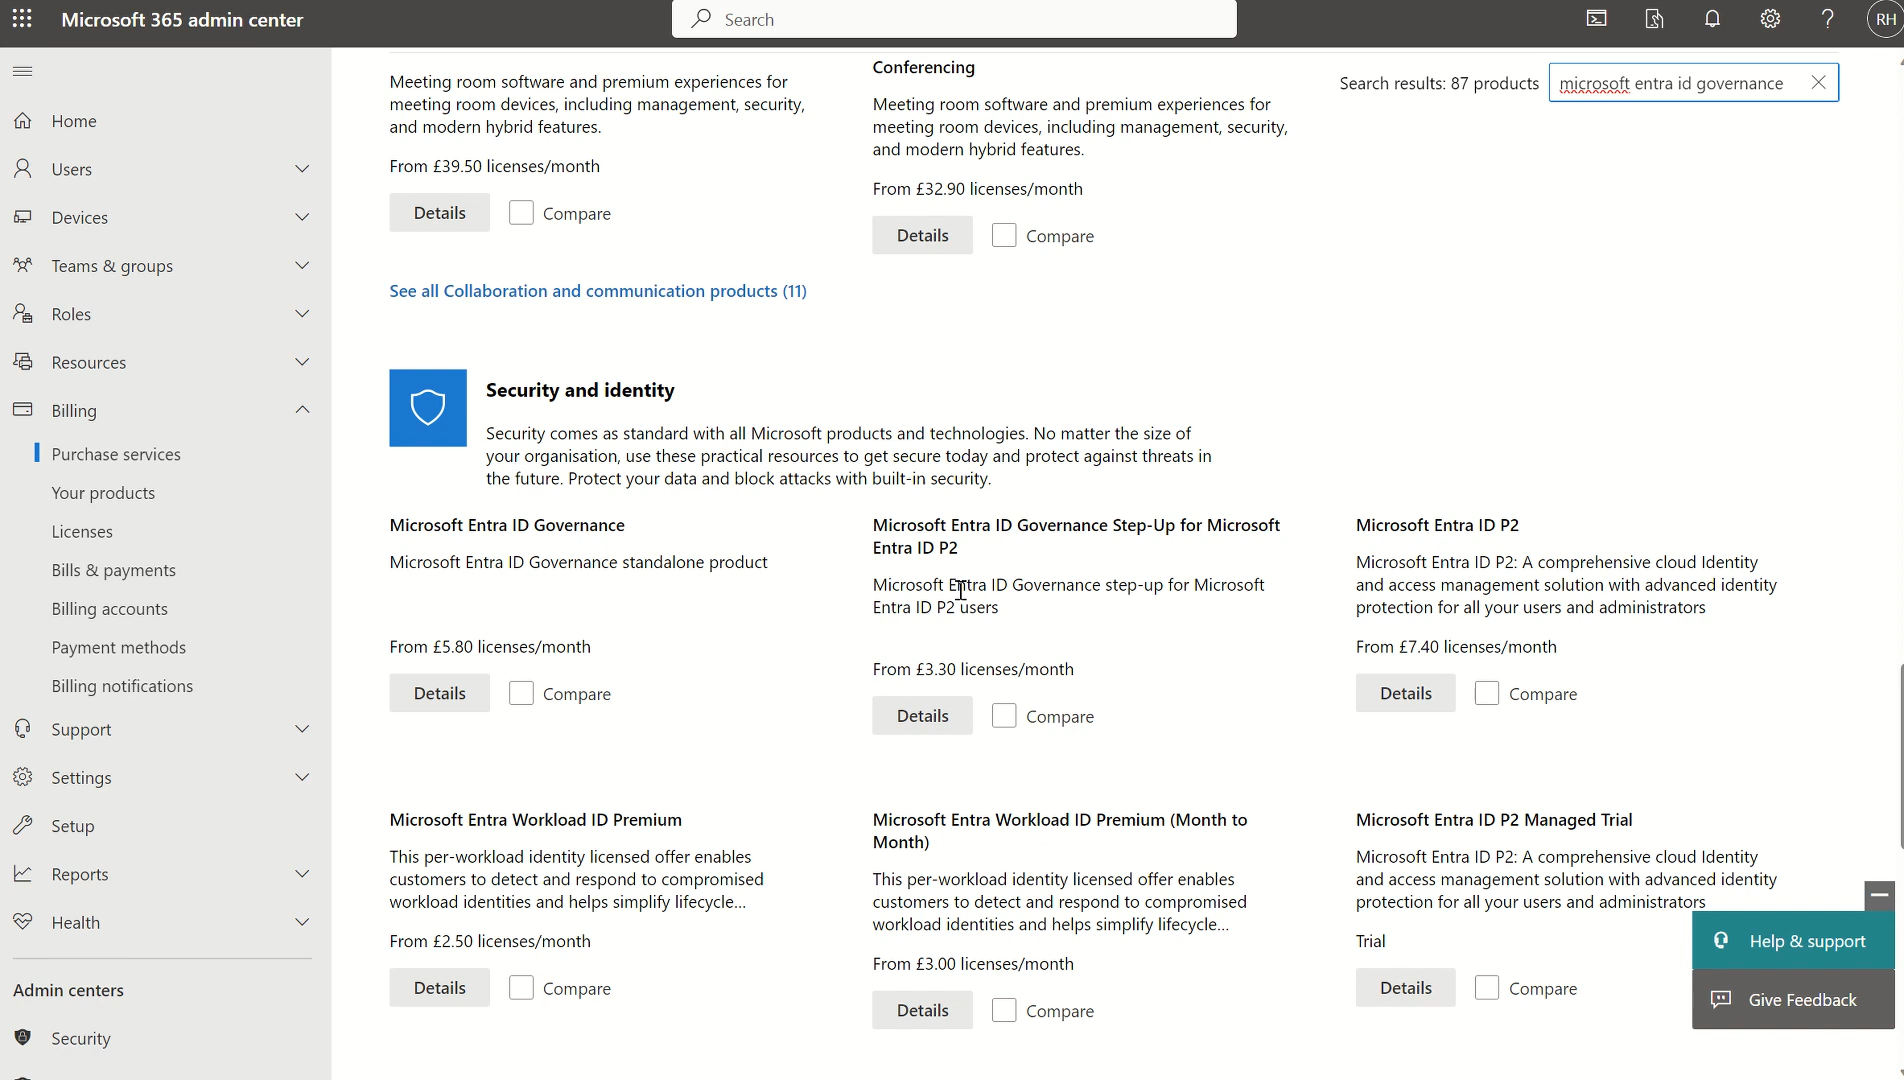 Microsoft 365 admin center
Search
RH
Home
Users
Devices
Teams & groups
Roles
Resources
Billing
Purchase services
Your products
Licenses
Bills & payments
Billing accounts
Payment methods
Billing notifications
Support
Settings
Setup
Reports
Health
Admin centers
Security
Search results: 87 products
microsoft entra id governance
Meeting room software and premium experiences for
meeting room devices, including management, security,
and modern hybrid features.
From £39.50 licenses/month
Details
Compare
Conferencing
Meeting room software and premium experiences for
meeting room devices, including management, security,
and modern hybrid features.
From £32.90 licenses/month
Details
Compare
See all Collaboration and communication products (11)
Security and identity
Security comes as standard with all Microsoft products and technologies. No matter the size of
your organisation, use these practical resources to get secure today and protect against threats in
the future. Protect your data and block attacks with built-in security.
Microsoft Entra ID Governance
Microsoft Entra ID Governance standalone product
From £5.80 licenses/month
Details
Compare
Microsoft Entra ID Governance Step-Up for Microsoft
Entra ID P2
Microsoft Entra ID Governance step-up for Microsoft
Entra ID P2 users
From £3.30 licenses/month
Details
Compare
Microsoft Entra ID P2
Microsoft Entra ID P2: A comprehensive cloud Identity
and access management solution with advanced identity
protection for all your users and administrators
From £7.40 licenses/month
Details
Compare
Microsoft Entra Workload ID Premium
This per-workload identity licensed offer enables
customers to detect and respond to compromised
workload identities and helps simplify lifecycle...
From £2.50 licenses/month
Details
Compare
Microsoft Entra Workload ID Premium (Month to
Month)
This per-workload identity licensed offer enables
customers to detect and respond to compromised
workload identities and helps simplify lifecycle...
From £3.00 licenses/month
Details
Compare
Microsoft Entra ID P2 Managed Trial
Microsoft Entra ID P2: A comprehensive cloud Identity
and access management solution with advanced identity
protection for all your users and administrators
Trial
Details
Compare
Help & support
Give Feedback